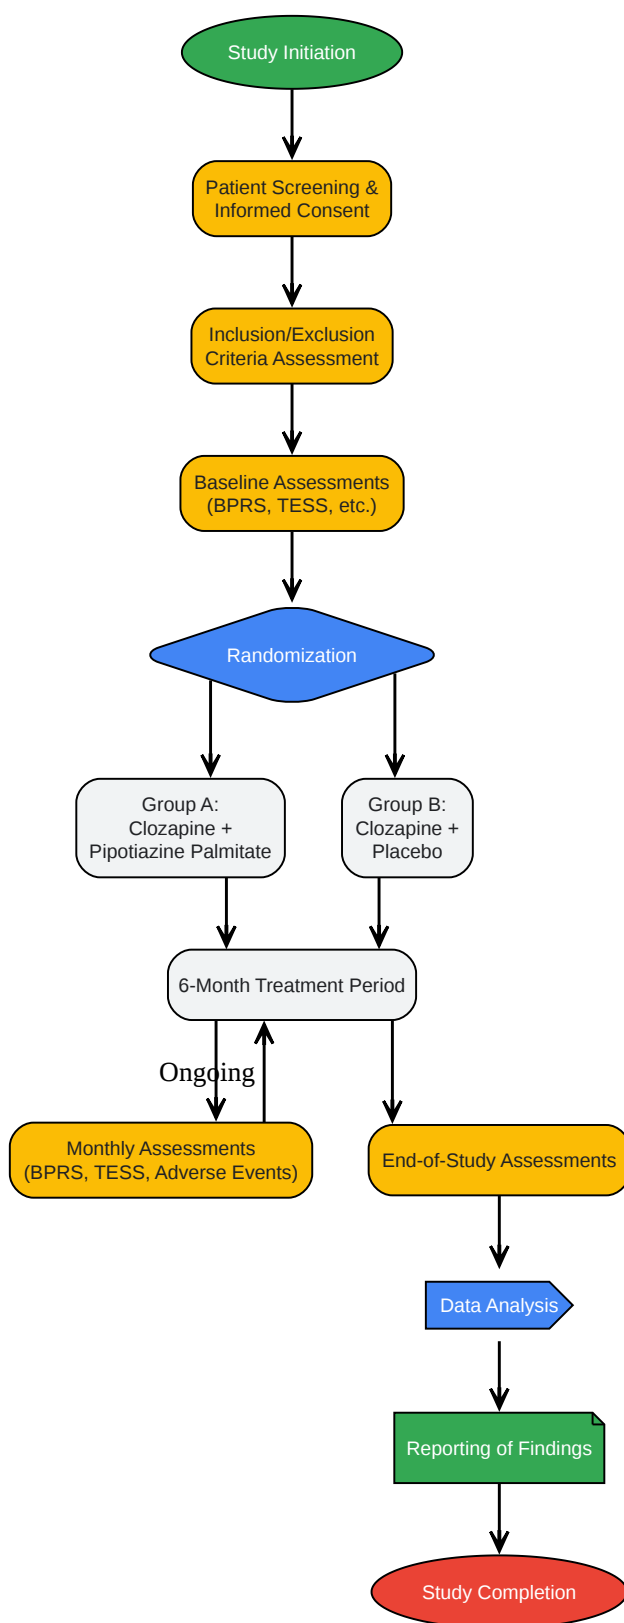 Study Initiation
Patient Screening &
Informed Consent
Inclusion/Exclusion
Criteria Assessment
Baseline Assessments
(BPRS, TESS, etc.)
Randomization
Group A:
Clozapine +
Pipotiazine Palmitate
Group B:
Clozapine +
Placebo
6-Month Treatment Period
Ongoing
Monthly Assessments
(BPRS, TESS, Adverse Events)
End-of-Study Assessments
Data Analysis
Reporting of Findings
Study Completion